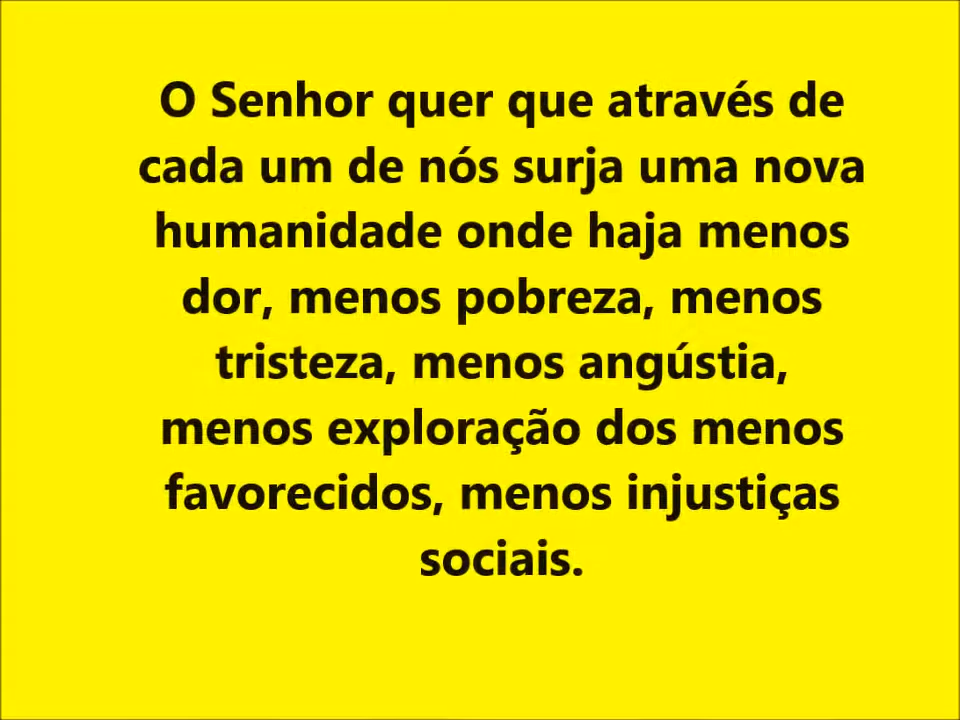 O Senhor quer que através de
cada um de nós surja uma nova
humanidade onde haja menos
dor, menos pobreza, menos
tristeza, menos angústia,
menos exploração dos menos
favorecidos, menos injustiças
sociais.